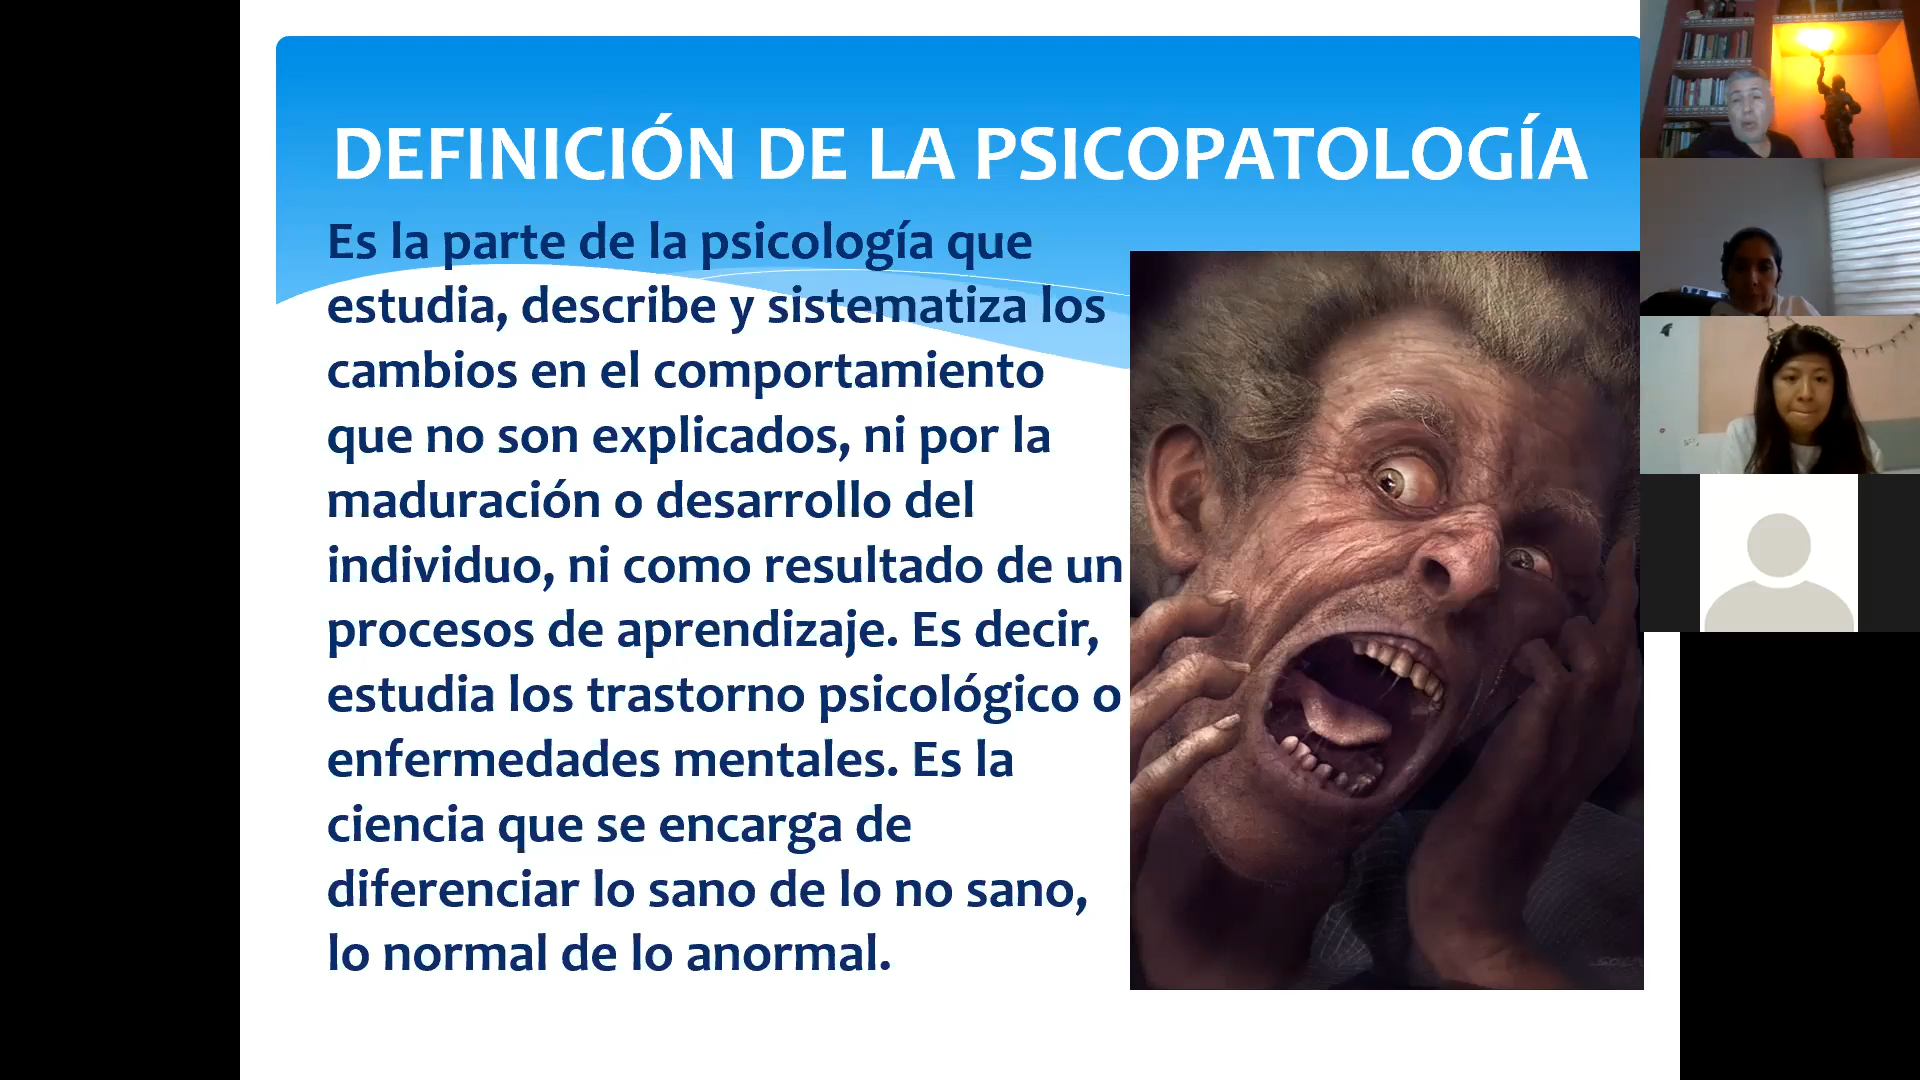 DEFINICIÓN DE LA PSICOPATOLOGÍA
Es la parte de la psicología que
estudia, describe y sistematiza los
cambios en el comportamiento
que no son explicados, ni por la
maduración o desarrollo del
individuo, ni como resultado de un
procesos de aprendizaje. Es decir,
estudia los trastorno psicológico o
enfermedades mentales. Es la
ciencia que se encarga de
diferenciar lo sano de lo no sano,
lo normal de lo anormal.